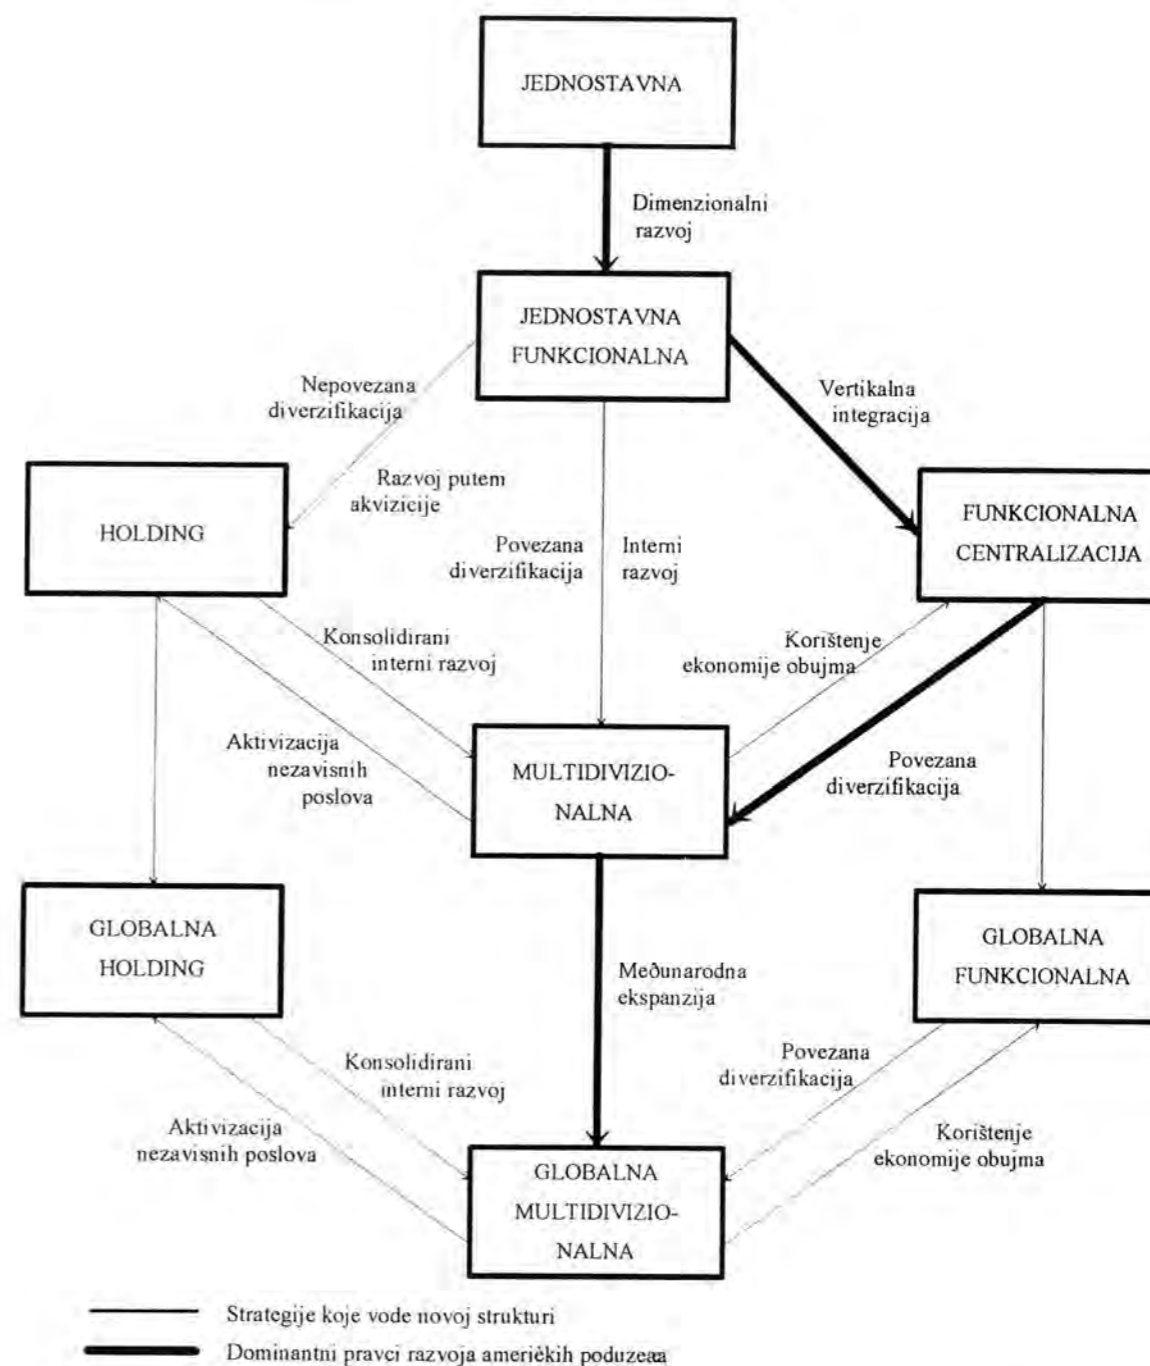 JEDNOSTAVNA
Dimenzionalni
razvoj
JEDNOSTAVNA
FUNKCIONALNA
Nepovezana
diverzifikacija
Vertikalna
integracija
Razvoj putem
akvizicije
HOLDING
FUNKCIONALNA
CENTRALIZACIJA
Povezana
diverzifikacija
Interni
razvoj
Konsolidirani
interni razvoj
Korištenje
ekonomije obujma
Aktivizacija
nezavisnih
poslova
MULTIDIVIZIO-
NALNA
Povezana
diverzifikacija
GLOBALNA
HOLDING
GLOBALNA
FUNKCIONALNA
Meðunarodna
ekspanzija
Konsolidirani
interni razvoj
Povezana
diverzifikacija
Aktivizacija
nezavisnih poslova
Korištenje
ekonomije obujma
GLOBALNA
MULTIDIVIZIO-
NALNA
Strategije koje vode novoj strukturi
Dominantni pravci razvoja amerièkih